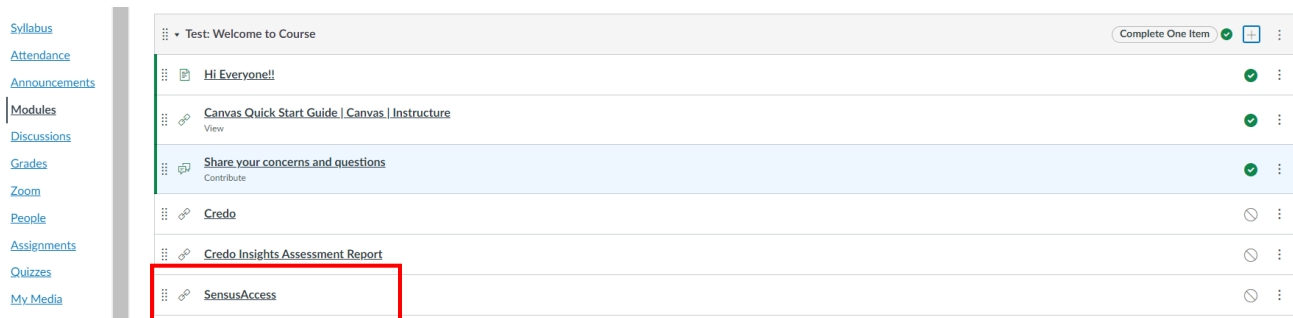 Syllabus
Attendance
Announcements
Modules
Discussions
Grades
Zoom
People
Assignments
Quizzes
My Media
Test: Welcome to Course
Complete One Item
Hi Everyone!!
Canvas Quick Start Guide | Canvas | Instructure
View
Share your concerns and questions
Contribute
Credo
Credo Insights Assessment Report
SensusAccess